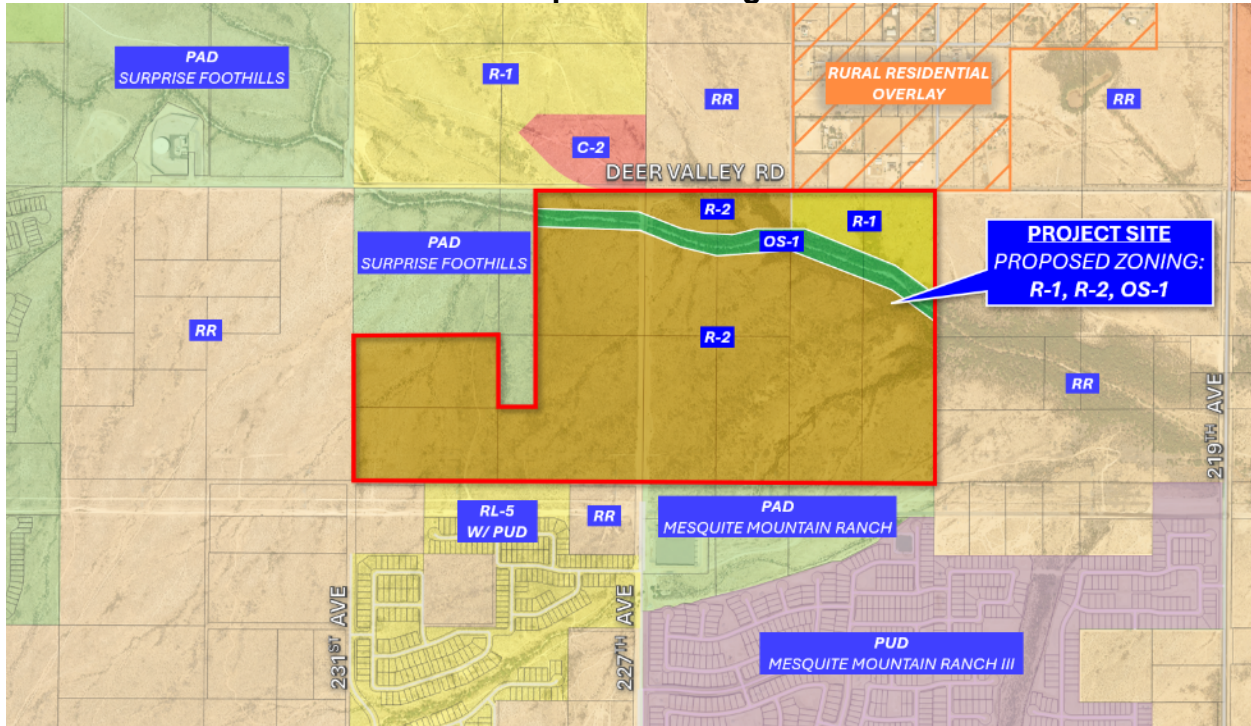 PAD
SURPRISE FOOTHILLS
R-1
RR
RURAL RESIDENTIAL
OVERLAY
RR
C-2
DEER VALLEY RD
R-2
R-1
OS-1
PAD
SURPRISE FOOTHILLS
PROJECT SITE
PROPOSED ZONING:
R-1, R-2, OS-1
RR
R-2
RR
219TH AVE
RL-5
W/ PUD
RR
PAD
MESQUITE MOUNTAIN RANCH
231ST AVE
227TH AVE
PUD
MESQUITE MOUNTAIN RANCH III